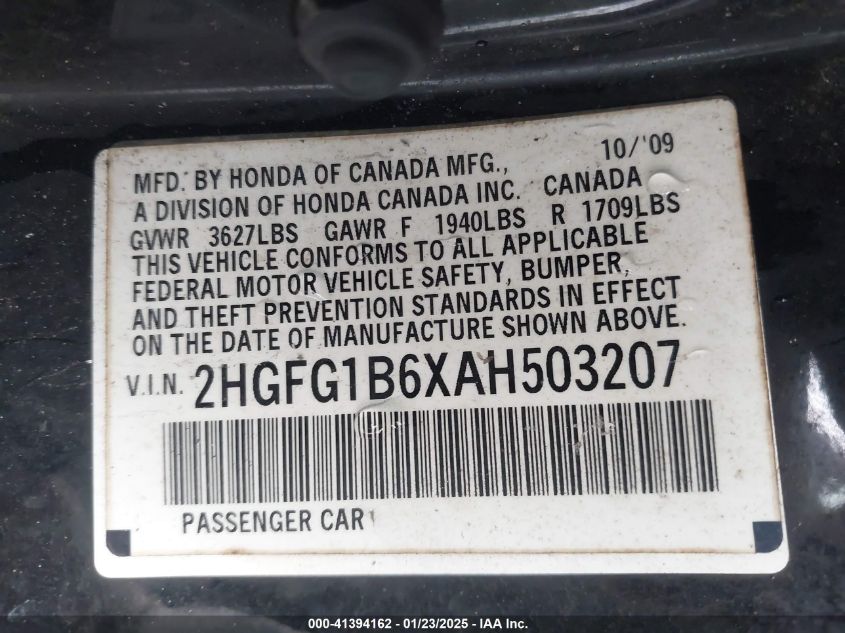 10/'09
MFD. BY HONDA OF CANADA MFG.,
A DIVISION OF HONDA CANADA INC. CANADA
GVWR 3627LBS GAWR F 1940LBS R 1709LBS
THIS VEHICLE CONFORMS TO ALL APPLICABLE
FEDERAL MOTOR VEHICLE SAFETY, BUMPER,
AND THEFT PREVENTION STANDARDS IN EFFECT
ON THE DATE OF MANUFACTURE SHOWN ABOVE.
V.I.N. 2HGFG1B6XAH503207
PASSENGER CAR
000-41394162 - 01/23/2025 - IAA Inc.